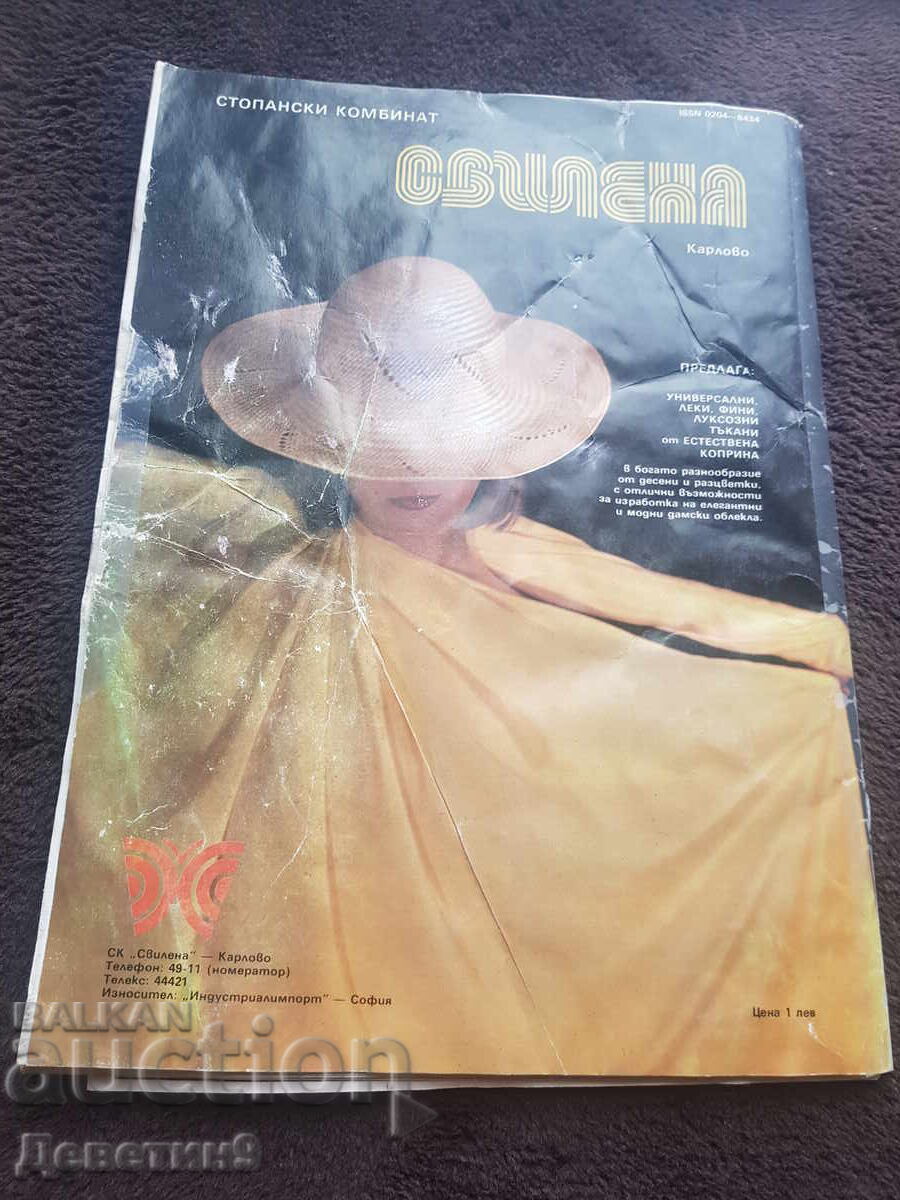 СТОПАНСКИ КОМБИНАТ
ISSN 0204—8434
СВИЛЕНА
Карлово
ПРЕДЛАГА:
УНИВЕРСАЛНИ,
ЛЕКИ, ФИНИ,
ЛУКСОЗНИ
ТЪКАНИ
от ЕСТЕСТВЕНА
КОПРИНА
в богато разнообразие
от десени и разцветки,
с отлични възможности
за изработка на елегантни
и модни дамски облекла.
СК „Свилена" — Карлово
Телефон: 49-11 (номератор)
Телекс: 44421
Износител: „Индустриалимпорт" — София
Цена 1 лев
BALKAN
auction
Деветин9